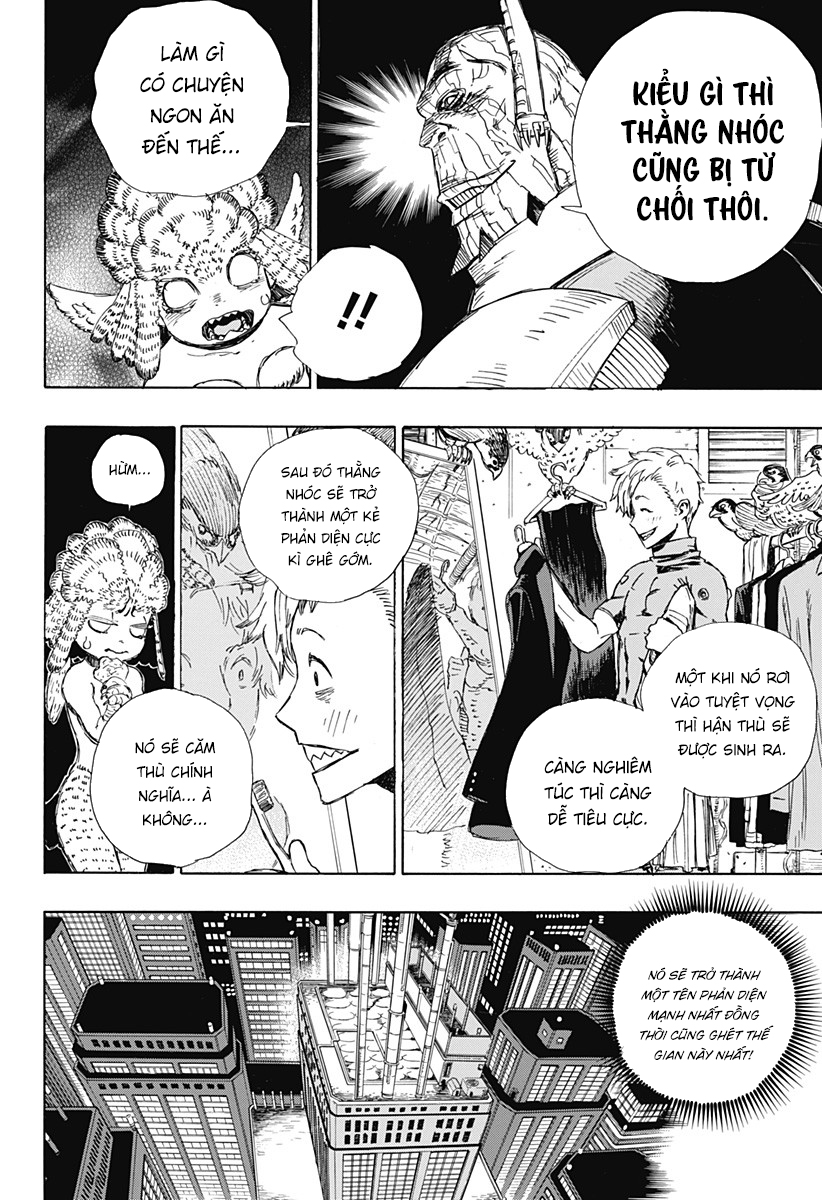 KIỂU GÌ THÌ
THẰNG NHÓC
CŨNG BỊ TỪ
CHỐI THÔI.
!!
LÀM GÌ
CÓ CHUYỆN
NGON ĂN
ĐẾN THẾ...
MỘT KHI NÓ RƠI
VÀO TUYỆT VỌNG
THÌ HẬN THÙ SẼ
ĐƯỢC SINH RA.
CÀNG NGHIÊM
TÚC THÌ CÀNG
DỄ TIÊU CỰC.
SAU ĐÓ THẰNG
NHÓC SẼ TRỞ
THÀNH MỘT KẺ
PHẢN DIỆN CỰC
KÌ GHÊ GỚM.
NÓ SẼ CĂM
THÙ CHÍNH
NGHĨA... À
KHÔNG...
HỪM...
NÓ SẼ TRỞ THÀNH
MỘT TÊN PHẢN DIỆN
MẠNH NHẤT ĐỒNG
THỜI CŨNG GHÉT THẾ
GIAN NÀY NHẤT!